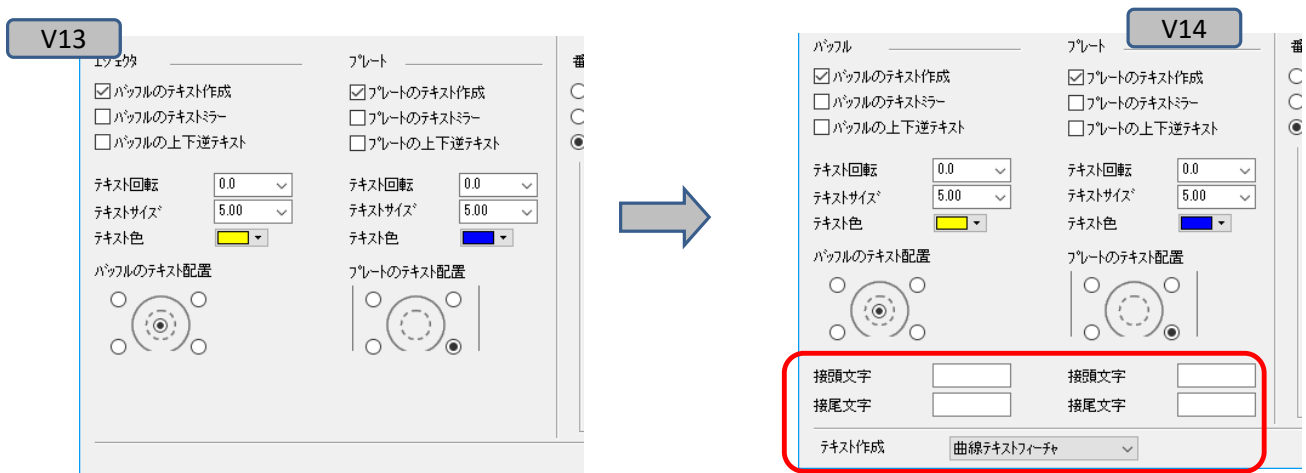 V13
エジェクタ
プレート
番
バッフルのテキスト作成
プレートのテキスト作成
バッフルのテキストミラー
プレートのテキストミラー
バッフルの上下逆テキスト
プレートの上下逆テキスト
テキスト回転
0.0
テキスト回転
0.0
テキストサイズ
5.00
テキストサイズ
5.00
テキスト色
テキスト色
バッフルのテキスト配置
プレートのテキスト配置
V14
バッフル
プレート
番
バッフルのテキスト作成
プレートのテキスト作成
バッフルのテキストミラー
プレートのテキストミラー
バッフルの上下逆テキスト
プレートの上下逆テキスト
テキスト回転
0.0
テキスト回転
0.0
テキストサイズ
5.00
テキストサイズ
5.00
テキスト色
テキスト色
バッフルのテキスト配置
プレートのテキスト配置
接頭文字
接頭文字
接尾文字
接尾文字
テキスト作成
曲線テキストフィーチャ